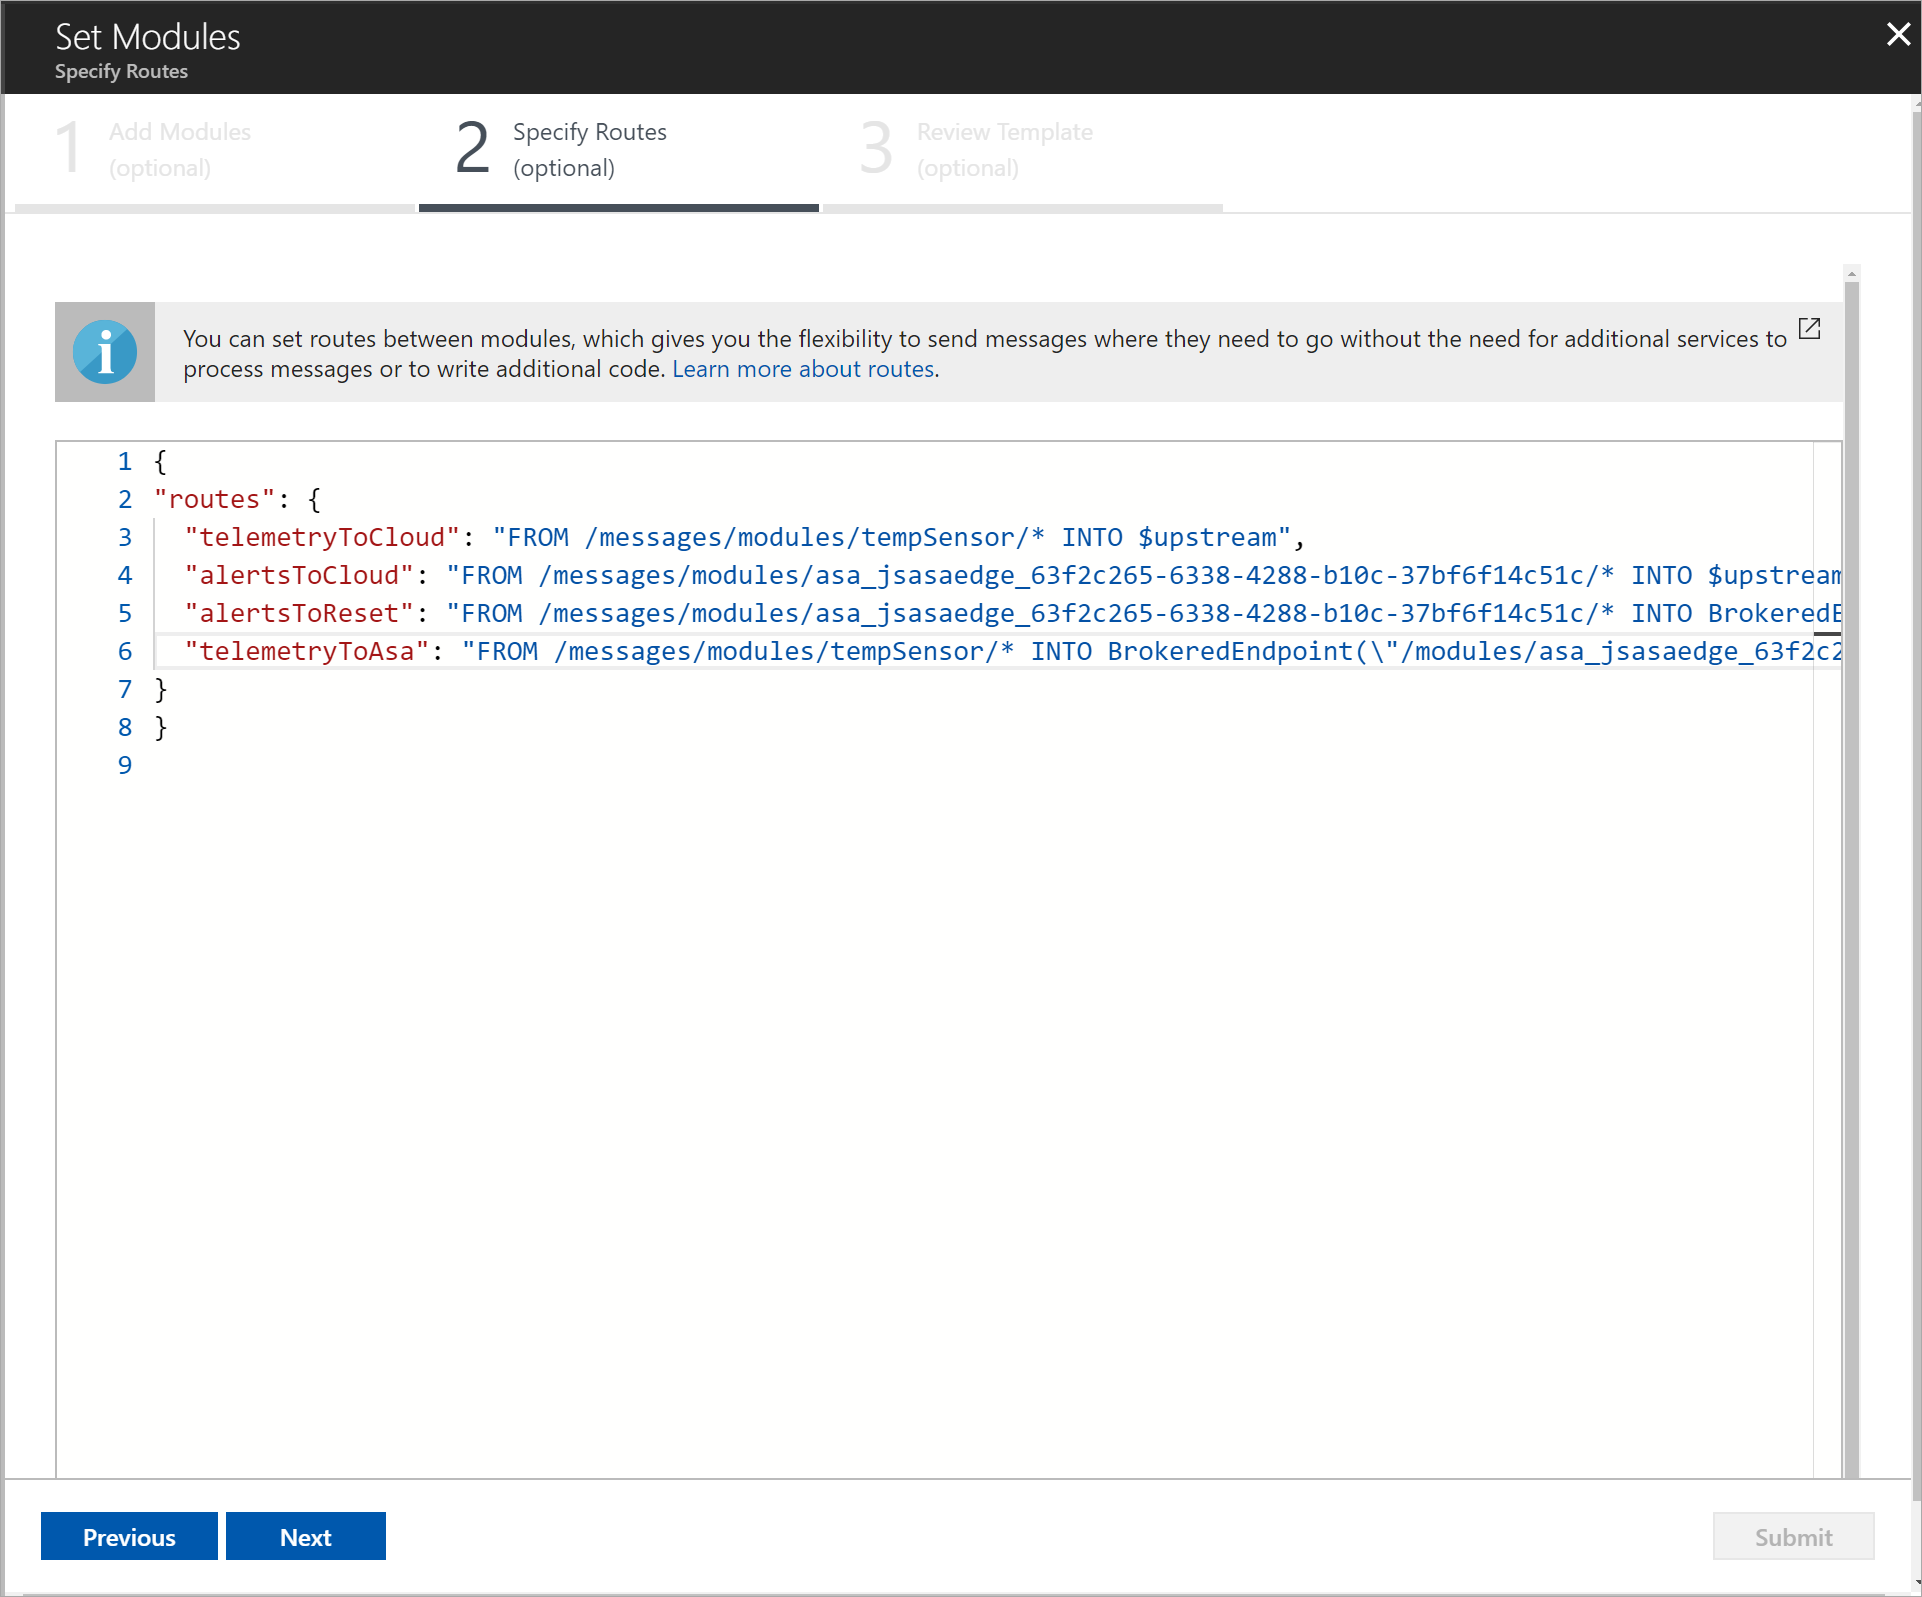 Set Modules
Specify Routes
1 Add Modules
(optional)
2 Specify Routes
(optional)
3 Review Template
(optional)
You can set routes between modules, which gives you the flexibility to send messages where they need to go without the need for additional services to
process messages or to write additional code. Learn more about routes.
1 {
2 "routes": {
3 "telemetryToCloud": "FROM /messages/modules/tempSensor/* INTO $upstream",
4 "alertsToCloud": "FROM /messages/modules/asa_jsasaedge_63f2c265-6338-4288-b10c-37bf6f14c51c/* INTO $upstream
5 "alertsToReset": "FROM /messages/modules/asa_jsasaedge_63f2c265-6338-4288-b10c-37bf6f14c51c/* INTO BrokeredE
6 "telemetryToAsa": "FROM /messages/modules/tempSensor/* INTO BrokeredEndpoint(\"/modules/asa_jsasaedge_63f2c2
7 }
8 }
9
Previous Next Submit